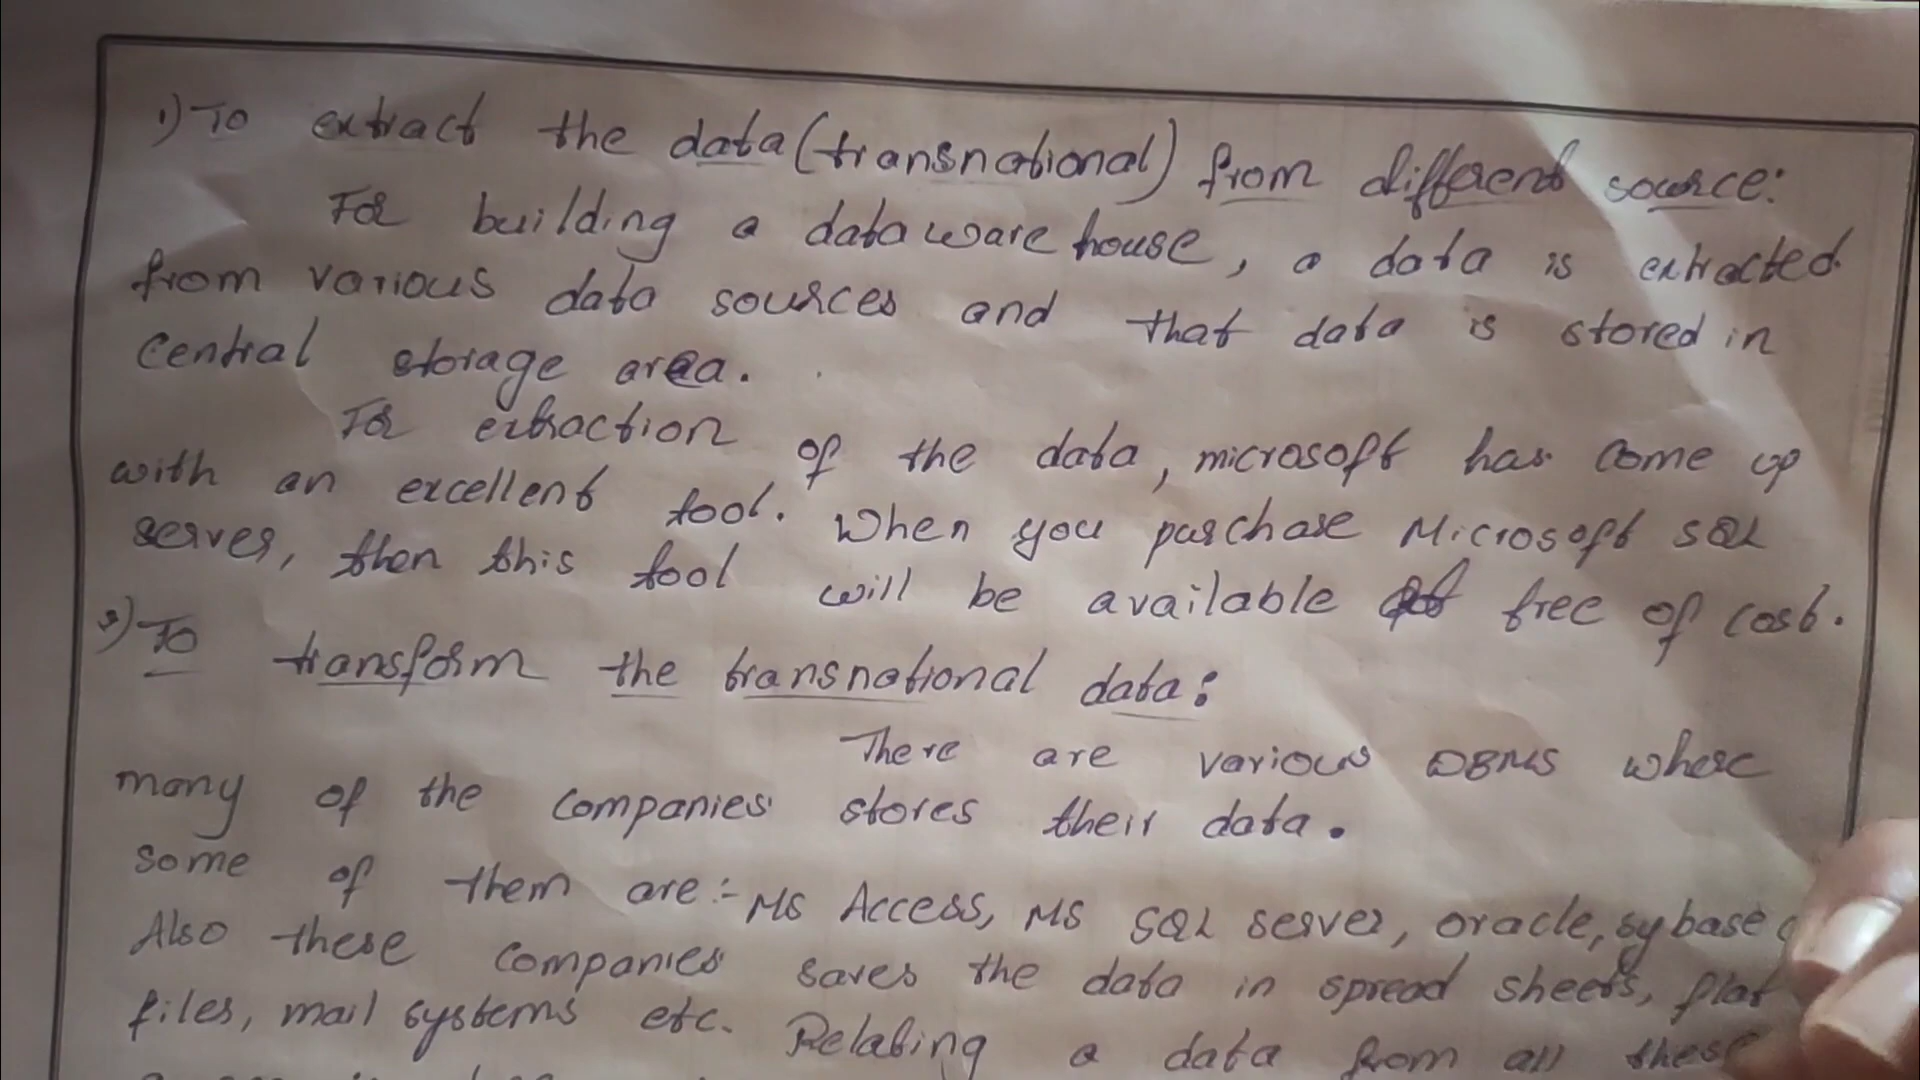 1) To extract the data (transnational) from different source:
For building a data ware house, a data is extracted
from various data sources and that data is stored in
central storage area.
For extraction of the data, microsoft has come up
with an excellent tool. When you purchase Microsoft SQL
server, then this tool will be available free of cost.
2) To transform the transnational data:
There are various DBMS where
many of the companies stores their data.
Some of them are:- MS Access, MS SQL server, oracle, sybase
Also these companies saves the data in spread sheets, flat
files, mail systems etc. Relating a data from all these